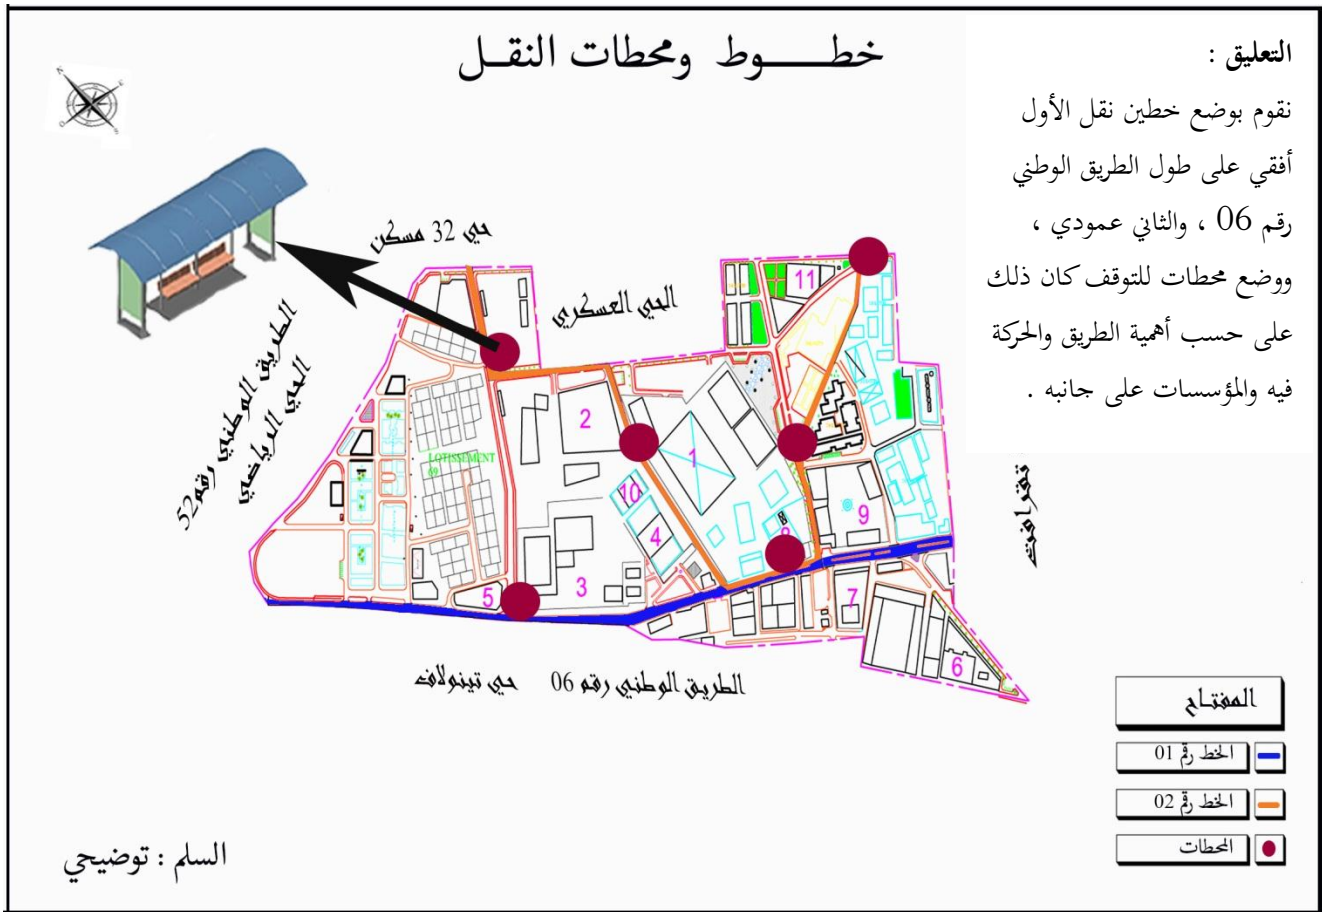 خطـــــوط ومحطات النقـل
التعليق :
نقوم بوضع خطين نقل الأول
أفقي على طول الطريق الوطني
رقم 06 ، والثاني عمودي ،
ووضع محطات للتوقف كان ذلك
على حسب أهمية الطريق والحركة
فيه والمؤسسات على جانبه .
حي 32 مسكن
الحي العسكري
الطريق الوطني رقم 52
الحي الرياضي
11
2
1
LOTISSEMENT
69
10
9
4
8
3
5
7
6
الطريق الوطني رقم 06 حي تينولاف
المفتاح
الخط رقم 01
الخط رقم 02
المحطات
السلم : توضيحي